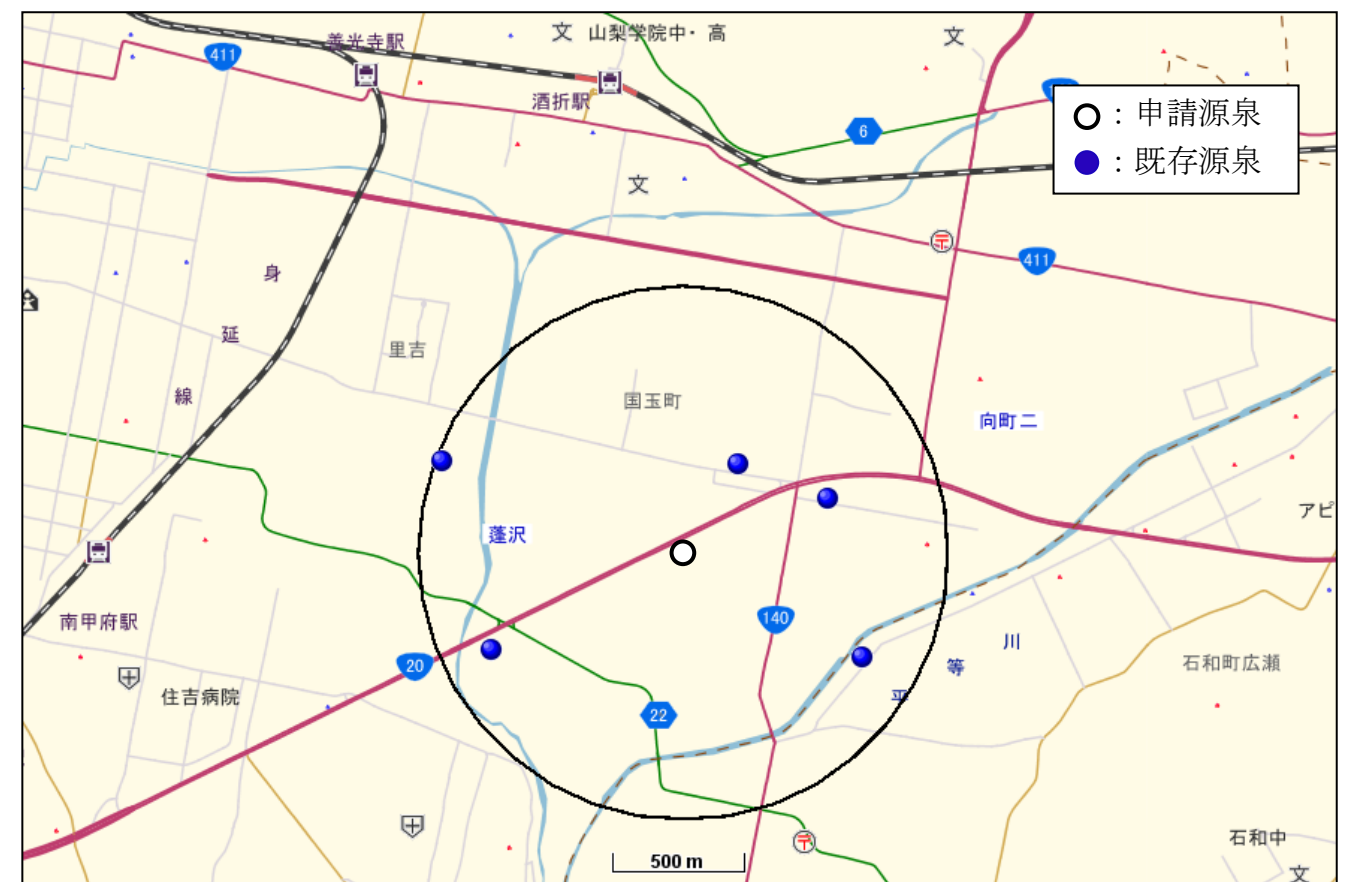 善光寺駅
411
文 山梨学院中・高
文
酒折駅
6
：申請源泉
：既存源泉
文
411
身
延
線
里吉
国玉町
向町二
アピ
蓬沢
南甲府駅
140
川
等
平
石和町広瀬
20
住吉病院
22
石和中
文
500 m